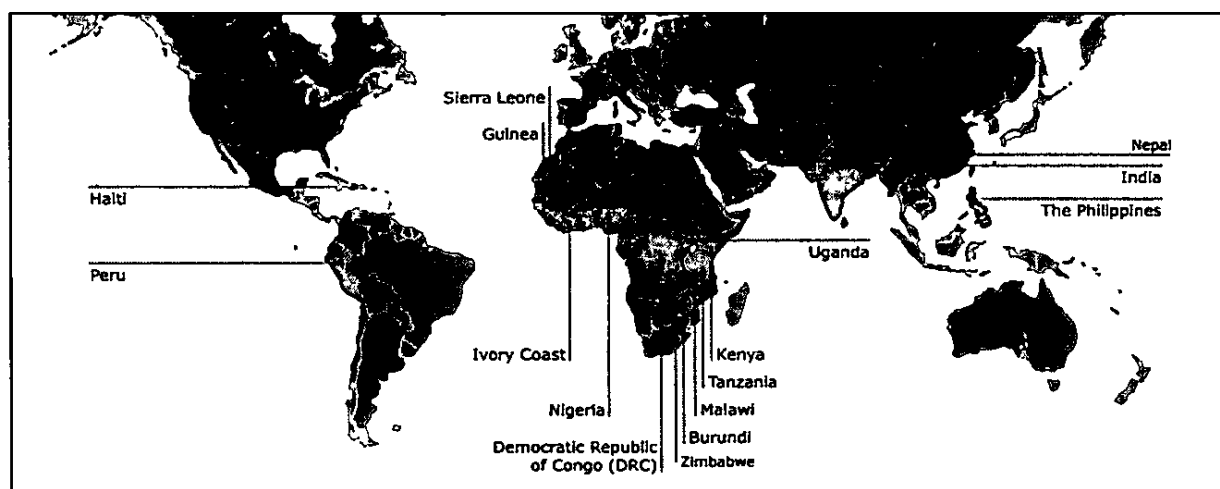 Sierra Leone
Guinea
Nepal
India
Haiti
The Philippines
Uganda
Peru
Ivory Coast
Kenya
Tanzania
Nigeria
Malawi
Burundi
Democratic Republic
of Congo (DRC)
Zimbabwe